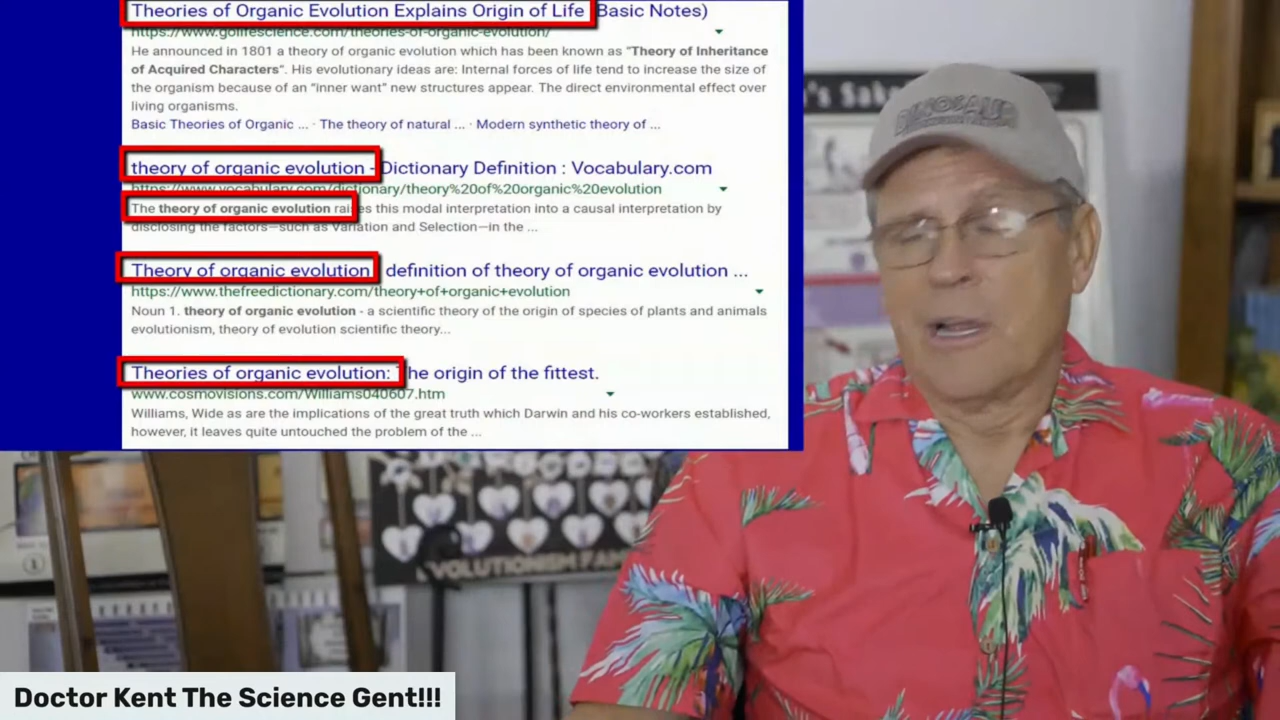 Theories of Organic Evolution Explains Origin of Life (Basic Notes)
https://www.golifescience.com/theories-of-organic-evolution/
He announced in 1801 a theory of organic evolution which has been known as "Theory of Inheritance
of Acquired Characters". His evolutionary ideas are: Internal forces of life tend to increase the size of
the organism because of an "inner want" new structures appear. The direct environmental effect over
living organisms.
Basic Theories of Organic ... · The theory of natural ... · Modern synthetic theory of ...
theory of organic evolution - Dictionary Definition : Vocabulary.com
https://www.vocabulary.com/dictionary/theory%20of%20organic%20evolution
The theory of organic evolution raises this modal interpretation into a causal interpretation by
disclosing the factors—such as Variation and Selection—in the ...
Theory of organic evolution definition of theory of organic evolution ...
https://www.thefreedictionary.com/theory+of+organic+evolution
Noun 1. theory of organic evolution - a scientific theory of the origin of species of plants and animals
evolutionism, theory of evolution scientific theory...
Theories of organic evolution: The origin of the fittest.
www.cosmovisions.com/Williams040607.htm
Williams, Wide as are the implications of the great truth which Darwin and his co-workers established,
however, it leaves quite untouched the problem of the ...
DINOSAUR
VOLUTIONISM
Doctor Kent The Science Gent!!!